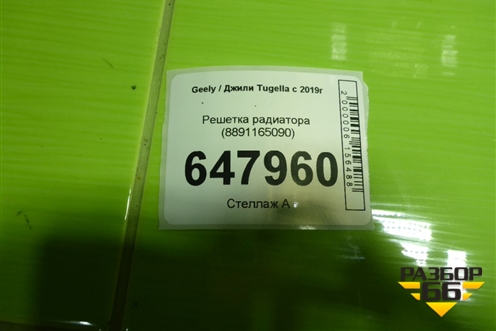 Geely / Джили Tugella с 2019г
Решетка радиатора
(8891165090)
647960
Стеллаж А
2000006156488
РАЗБОР
66